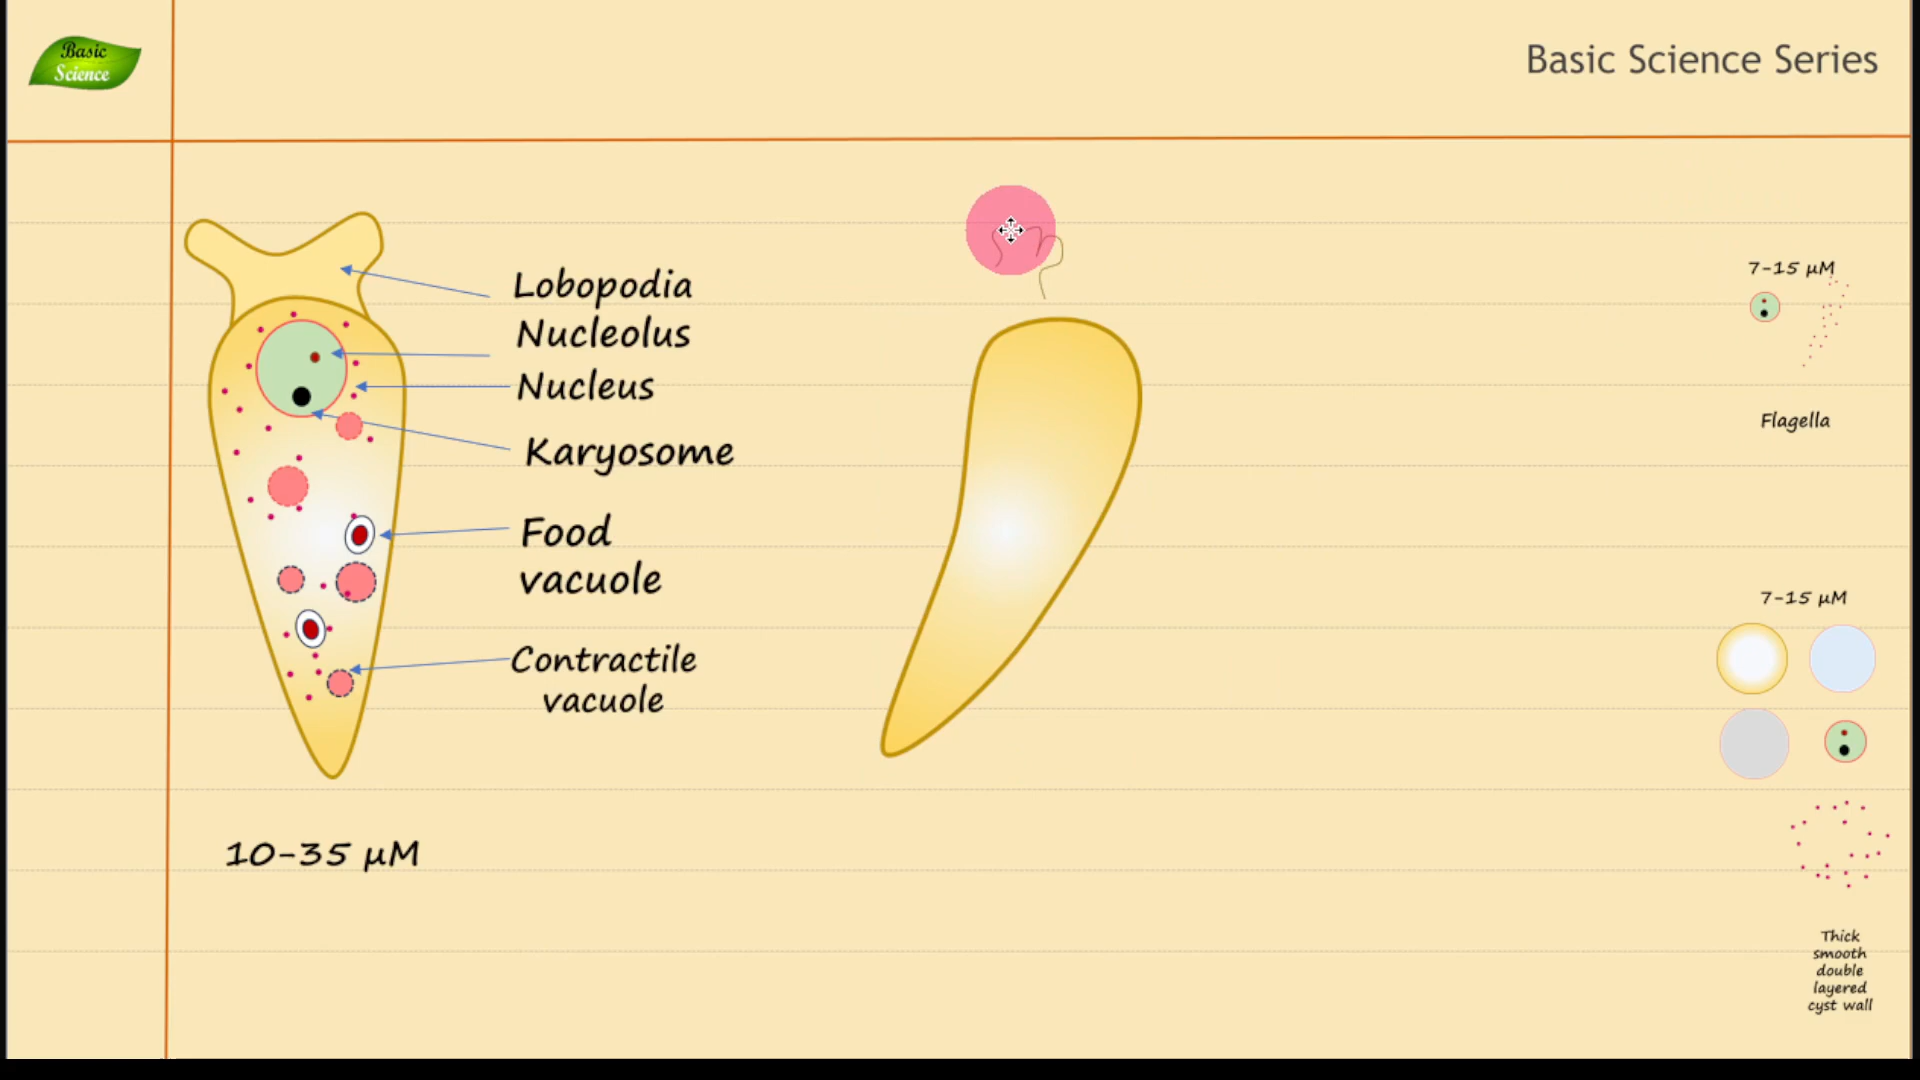 Basic
Science
Basic Science Series
Lobopodia
Nucleolus
Nucleus
Karyosome
Food
vacuole
Contractile
vacuole
10-35 µM
7-15 µM
Flagella
7-15 µM
Thick
smooth
double
layered
cyst wall